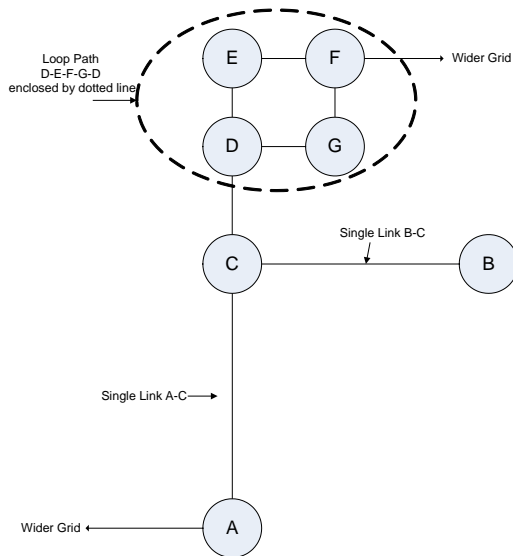 Loop Path
D-E-F-G-D
enclosed by dotted line
E
F
Wider Grid
D
G
Single Link B-C
C
B
Single Link A-C
Wider Grid
A